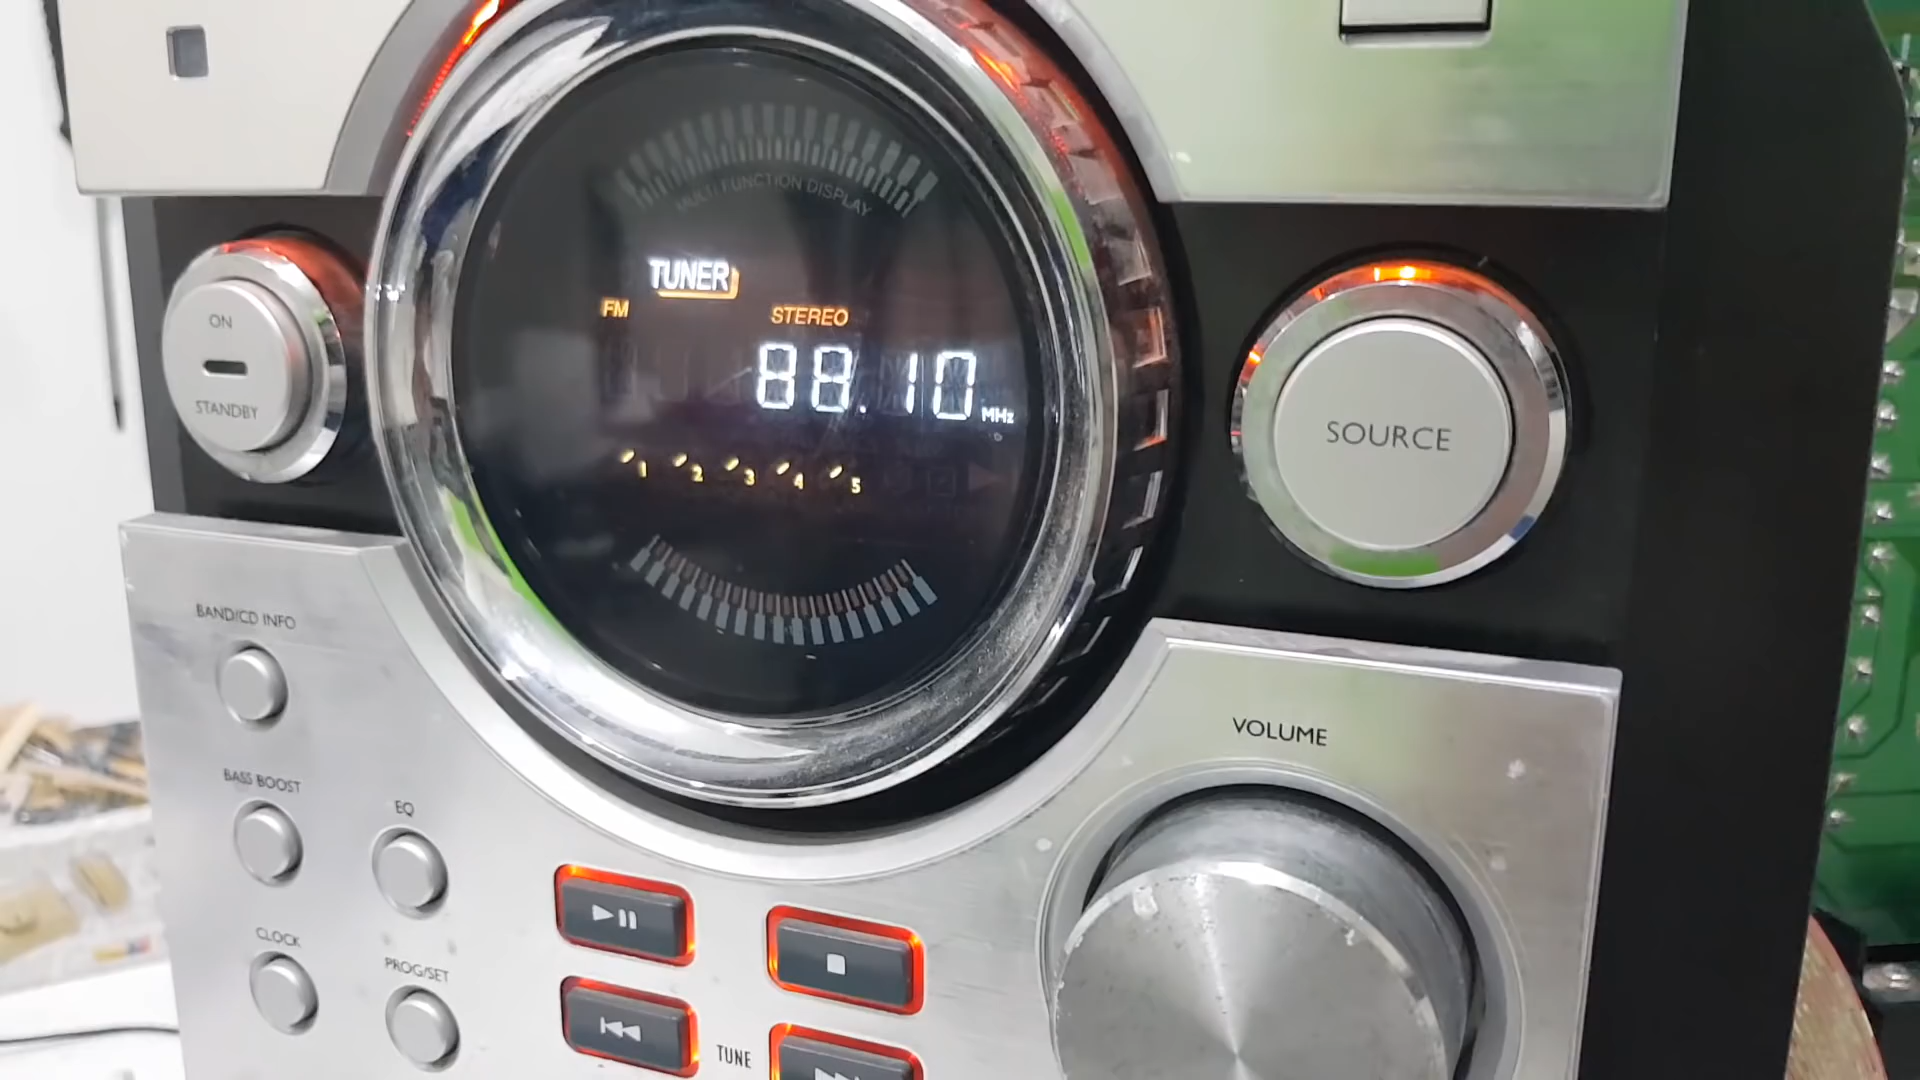 MULTI FUNCTION DISPLAY
TUNER
FM
STEREO
88.10 MHz
1 2 3 4 5
ON
STANDBY
SOURCE
BAND/CD INFO
VOLUME
BASS BOOST
EQ
CLOCK
PROG/SET
TUNE